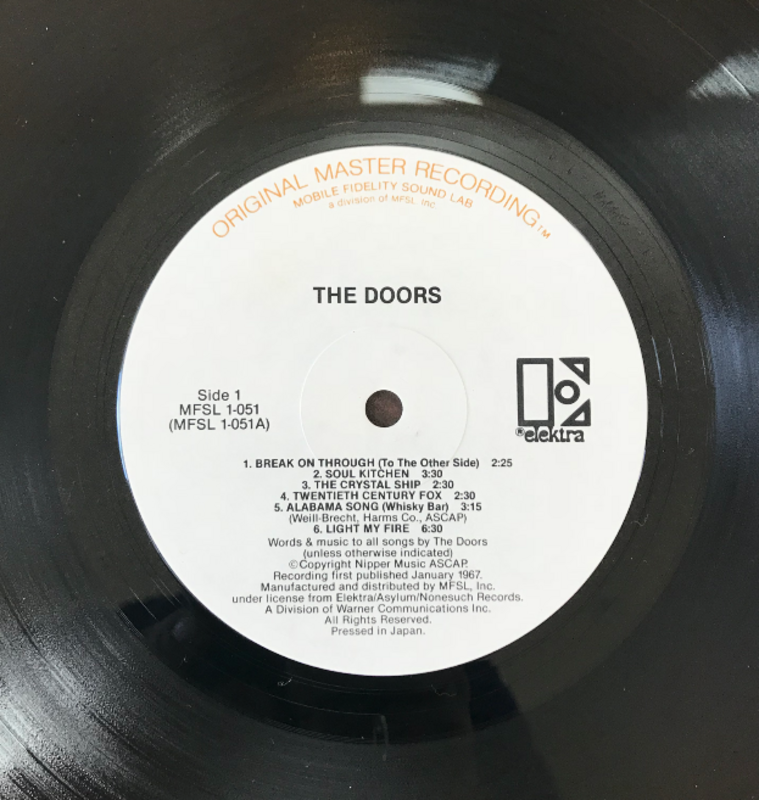 ORIGINAL MASTER RECORDING™
MOBILE FIDELITY SOUND LAB
a division of MFSL, Inc.
THE DOORS
Side 1
MFSL 1-051
(MFSL 1-051A)
®elektra
1. BREAK ON THROUGH (To The Other Side) 2:25
2. SOUL KITCHEN 3:30
3. THE CRYSTAL SHIP 2:30
4. TWENTIETH CENTURY FOX 2:30
5. ALABAMA SONG (Whisky Bar) 3:15
(Weill-Brecht, Harms Co., ASCAP)
6. LIGHT MY FIRE 6:30
Words & music to all songs by The Doors
(unless otherwise indicated)
©Copyright Nipper Music ASCAP.
Recording first published January 1967.
Manufactured and distributed by MFSL, Inc.
under license from Elektra/Asylum/Nonesuch Records.
A Division of Warner Communications Inc.
All Rights Reserved.
Pressed in Japan.